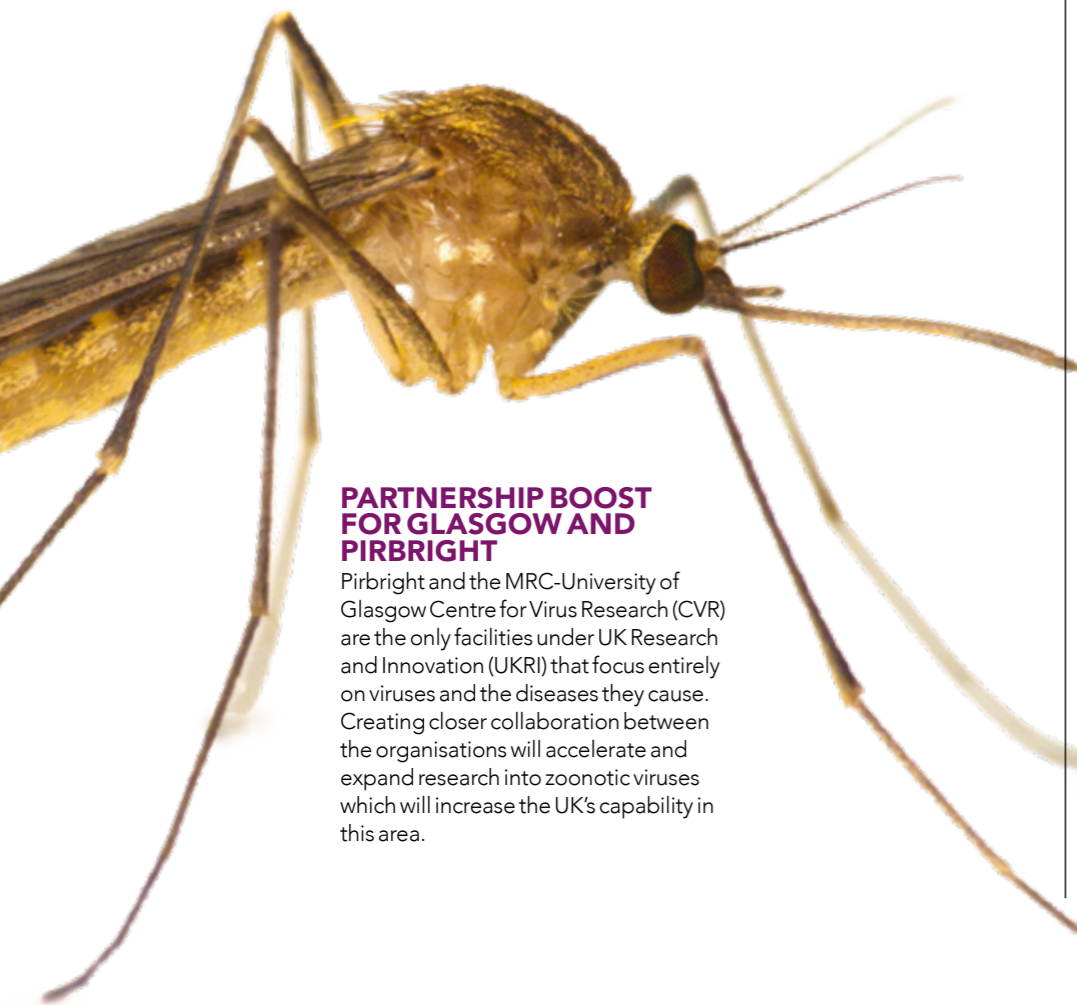 PARTNERSHIP BOOST
FOR GLASGOW AND
PIRBRIGHT
Pirbright and the MRC-University of
Glasgow Centre for Virus Research (CVR)
are the only facilities under UK Research
and Innovation (UKRI) that focus entirely
on viruses and the diseases they cause.
Creating closer collaboration between
the organisations will accelerate and
expand research into zoonotic viruses
which will increase the UK’s capability in
this area.